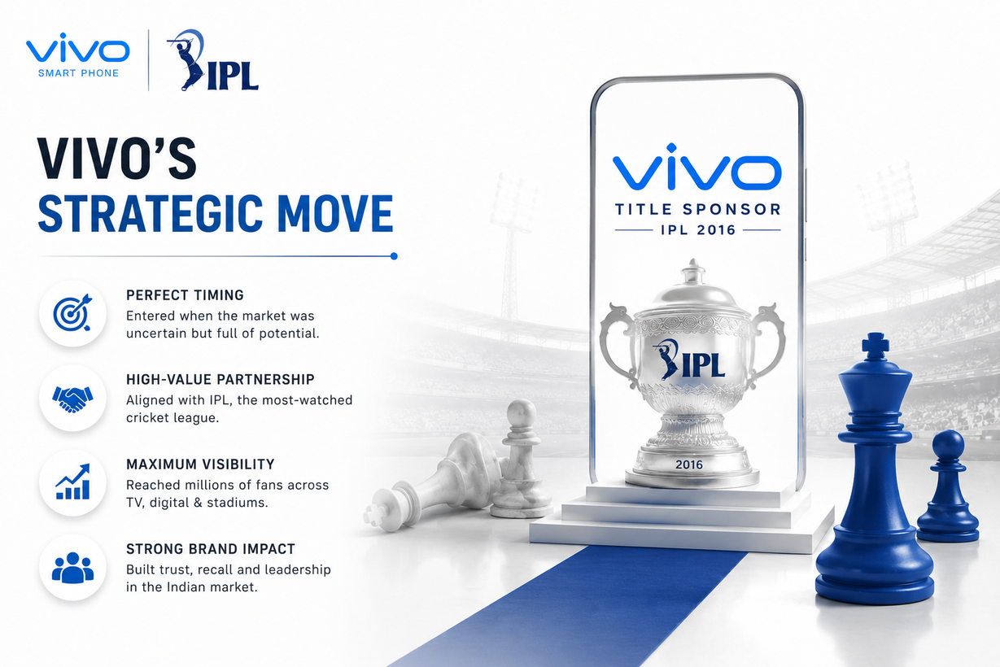 vivo
SMART PHONE
IPL
VIVO’S
STRATEGIC MOVE
PERFECT TIMING
Entered when the market was
uncertain but full of potential.
HIGH-VALUE PARTNERSHIP
Aligned with IPL, the most-watched
cricket league.
MAXIMUM VISIBILITY
Reached millions of fans across
TV, digital & stadiums.
STRONG BRAND IMPACT
Built trust, recall and leadership
in the Indian market.
vivo
TITLE SPONSOR
IPL 2016
IPL
2016